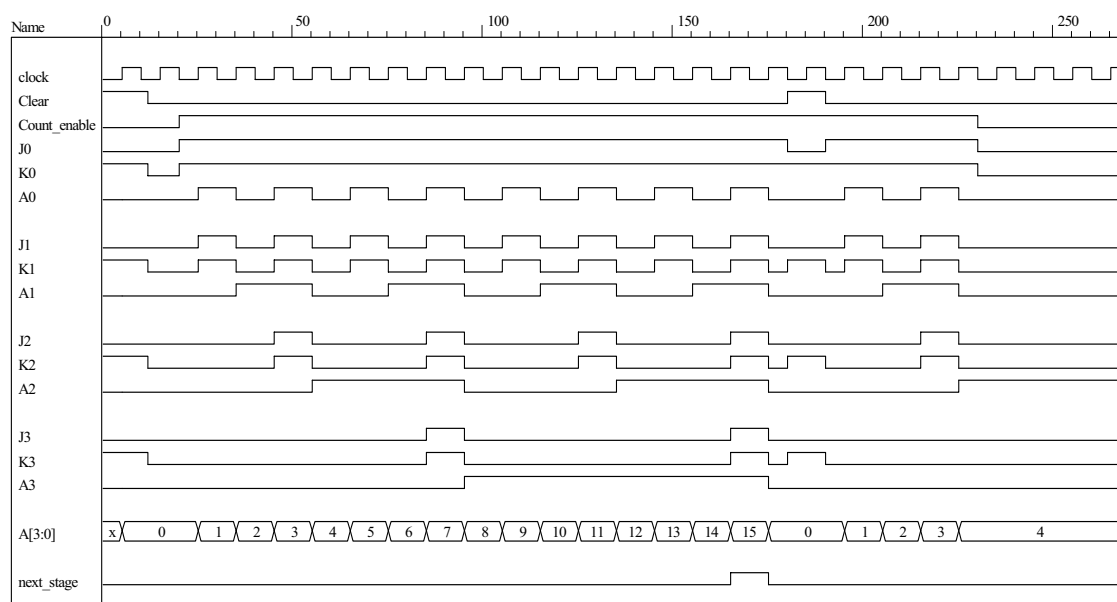 Name 0 50 100 150 200 250
clock
Clear
Count_enable
J0
K0
A0
J1
K1
A1
J2
K2
A2
J3
K3
A3
A[3:0] x 0 1 2 3 4 5 6 7 8 9 10 11 12 13 14 15 0 1 2 3 4
next_stage